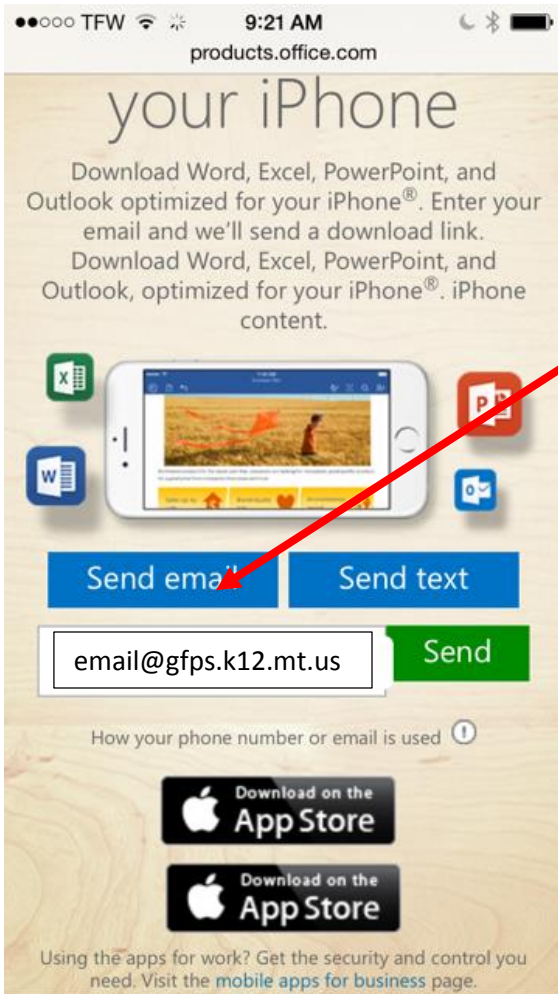 ●●○○○ TFW 9:21 AM
products.office.com
your iPhone
Download Word, Excel, PowerPoint, and
Outlook optimized for your iPhone®. Enter your
email and we'll send a download link.
Download Word, Excel, PowerPoint, and
Outlook, optimized for your iPhone®. iPhone
content.
X
P
W
O
Send email
Send text
email@gfps.k12.mt.us
Send
How your phone number or email is used !
Download on the
App Store
Download on the
App Store
Using the apps for work? Get the security and control you
need. Visit the mobile apps for business page.